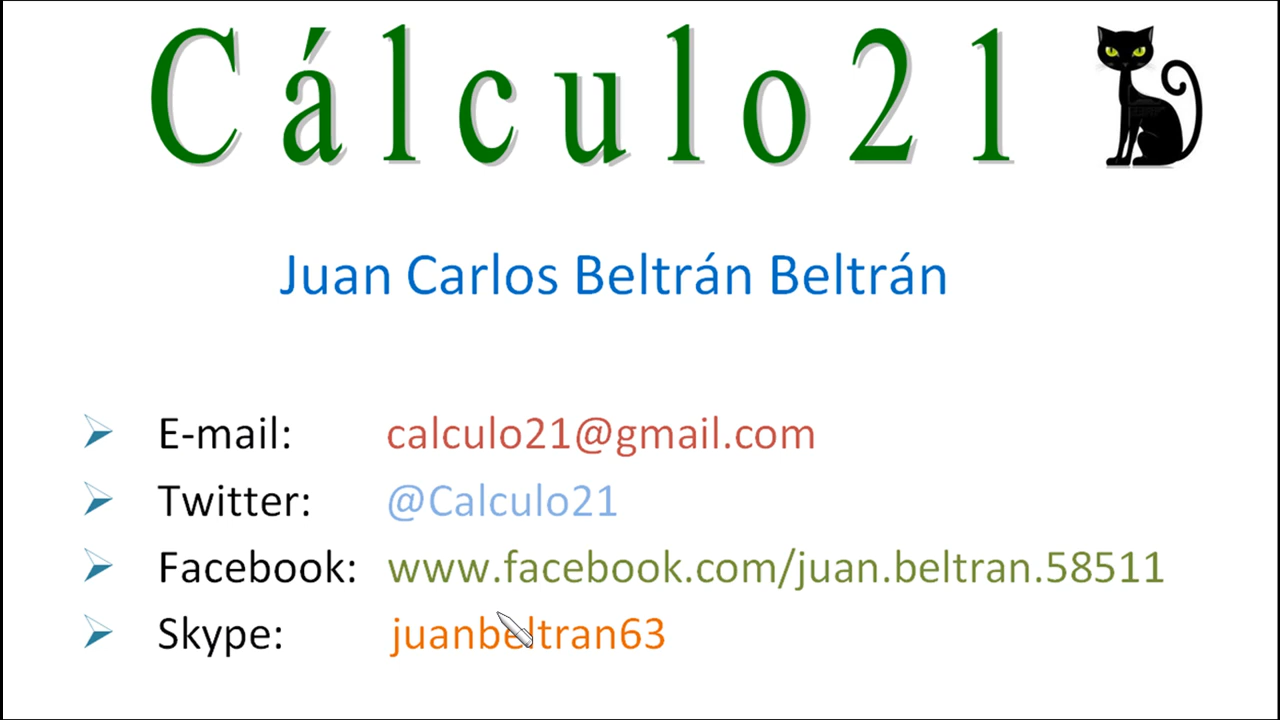 Cálculo21
Juan Carlos Beltrán Beltrán
E-mail: calculo21@gmail.com
Twitter: @Calculo21
Facebook: www.facebook.com/juan.beltran.58511
Skype: juanbeltran63